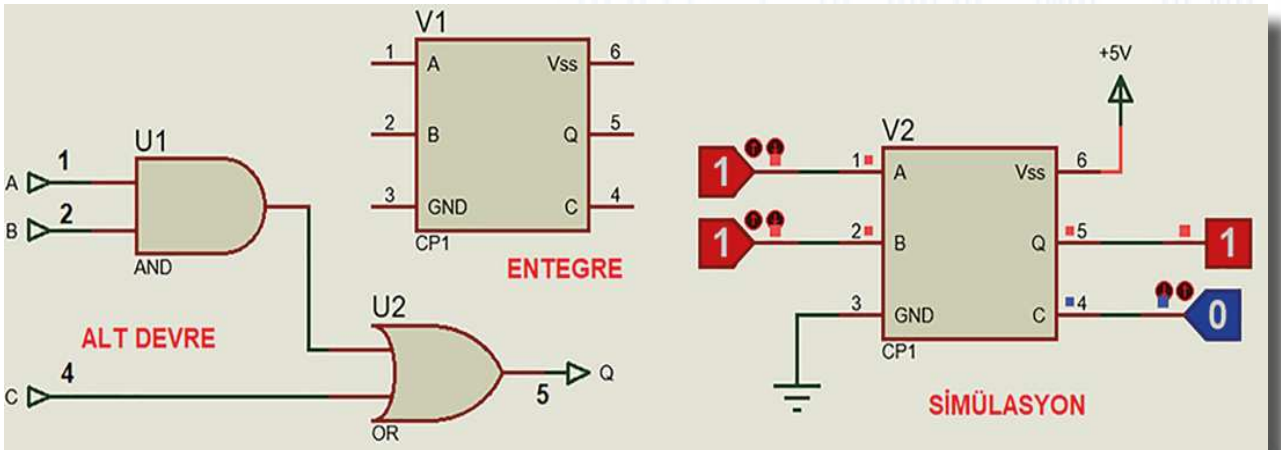 V1
1 A Vss 6
2 B Q 5
3 GND C 4
CP1
ENTEGRE
U1
A 1
B 2
AND
ALT DEVRE
U2
C 4
5 Q
OR
+5V
V2
1 1 A Vss 6
1 2 B Q 5 1
3 GND C 4 0
CP1
SİMÜLASYON